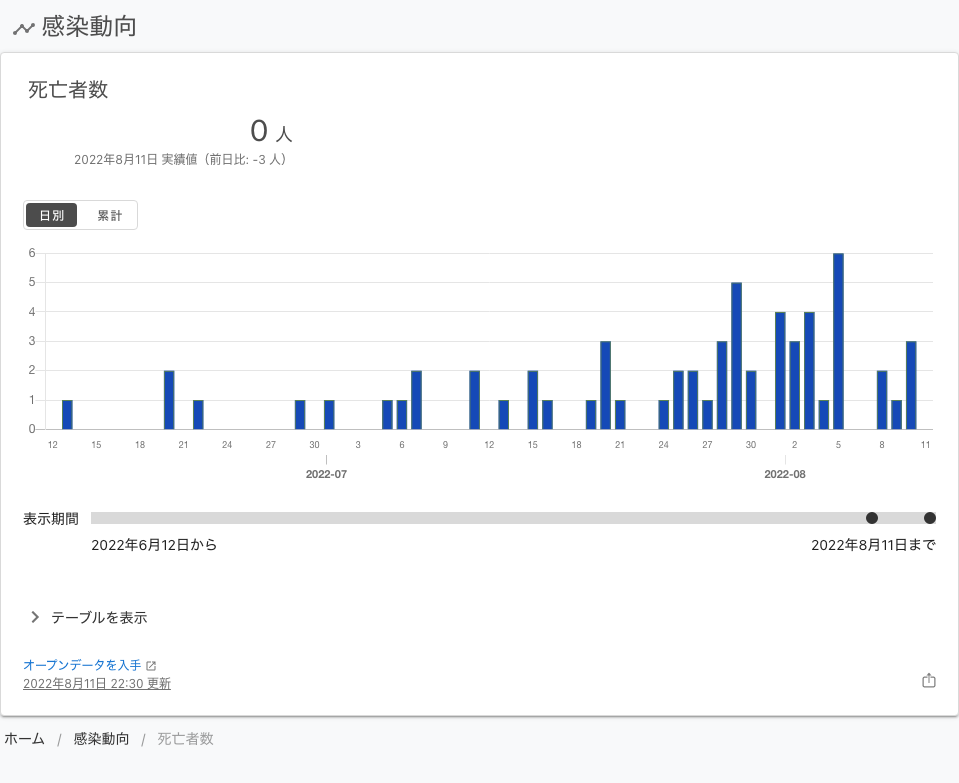 感染動向
死亡者数
0 人
2022年8月11日 実績値（前日比: -3 人）
日別 累計
6
5
4
3
2
1
0
12 15 18 21 24 27 30 3 6 9 12 15 18 21 24 27 30 2 5 8 11
2022-07 2022-08
表示期間
2022年6月12日から 2022年8月11日まで
テーブルを表示
オープンデータを入手
2022年8月11日 22:30 更新
ホーム / 感染動向 / 死亡者数